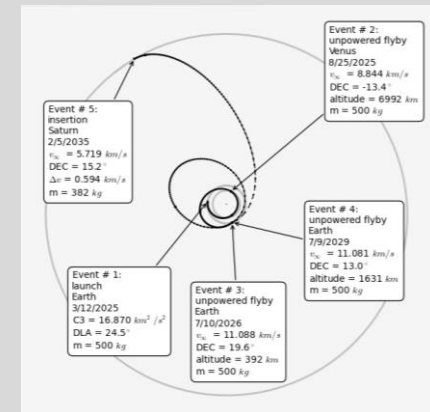 Event # 2:
unpowered flyby
Venus
8/25/2025
v∞ = 8.844 km/s
DEC = -13.4°
altitude = 6992 km
m = 500 kg
Event # 5:
insertion
Saturn
2/5/2035
v∞ = 5.719 km/s
DEC = 15.2°
Δv = 0.594 km/s
m = 382 kg
Event # 4:
unpowered flyby
Earth
7/9/2029
v∞ = 11.081 km/s
DEC = 13.0°
altitude = 1631 km
m = 500 kg
Event # 1:
launch
Earth
3/12/2025
C3 = 16.870 km² /s²
DLA = 24.5°
m = 500 kg
Event # 3:
unpowered flyby
Earth
7/10/2026
v∞ = 11.088 km/s
DEC = 19.6°
altitude = 392 km
m = 500 kg